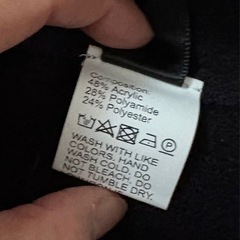 Composition:
48% Acrylic
28% Polyamide
24% Polyester
WASH WITH LIKE
COLORS. HAND
WASH COLD. DO
NOT BLEACH. DO
NOT TUMBLE DRY.